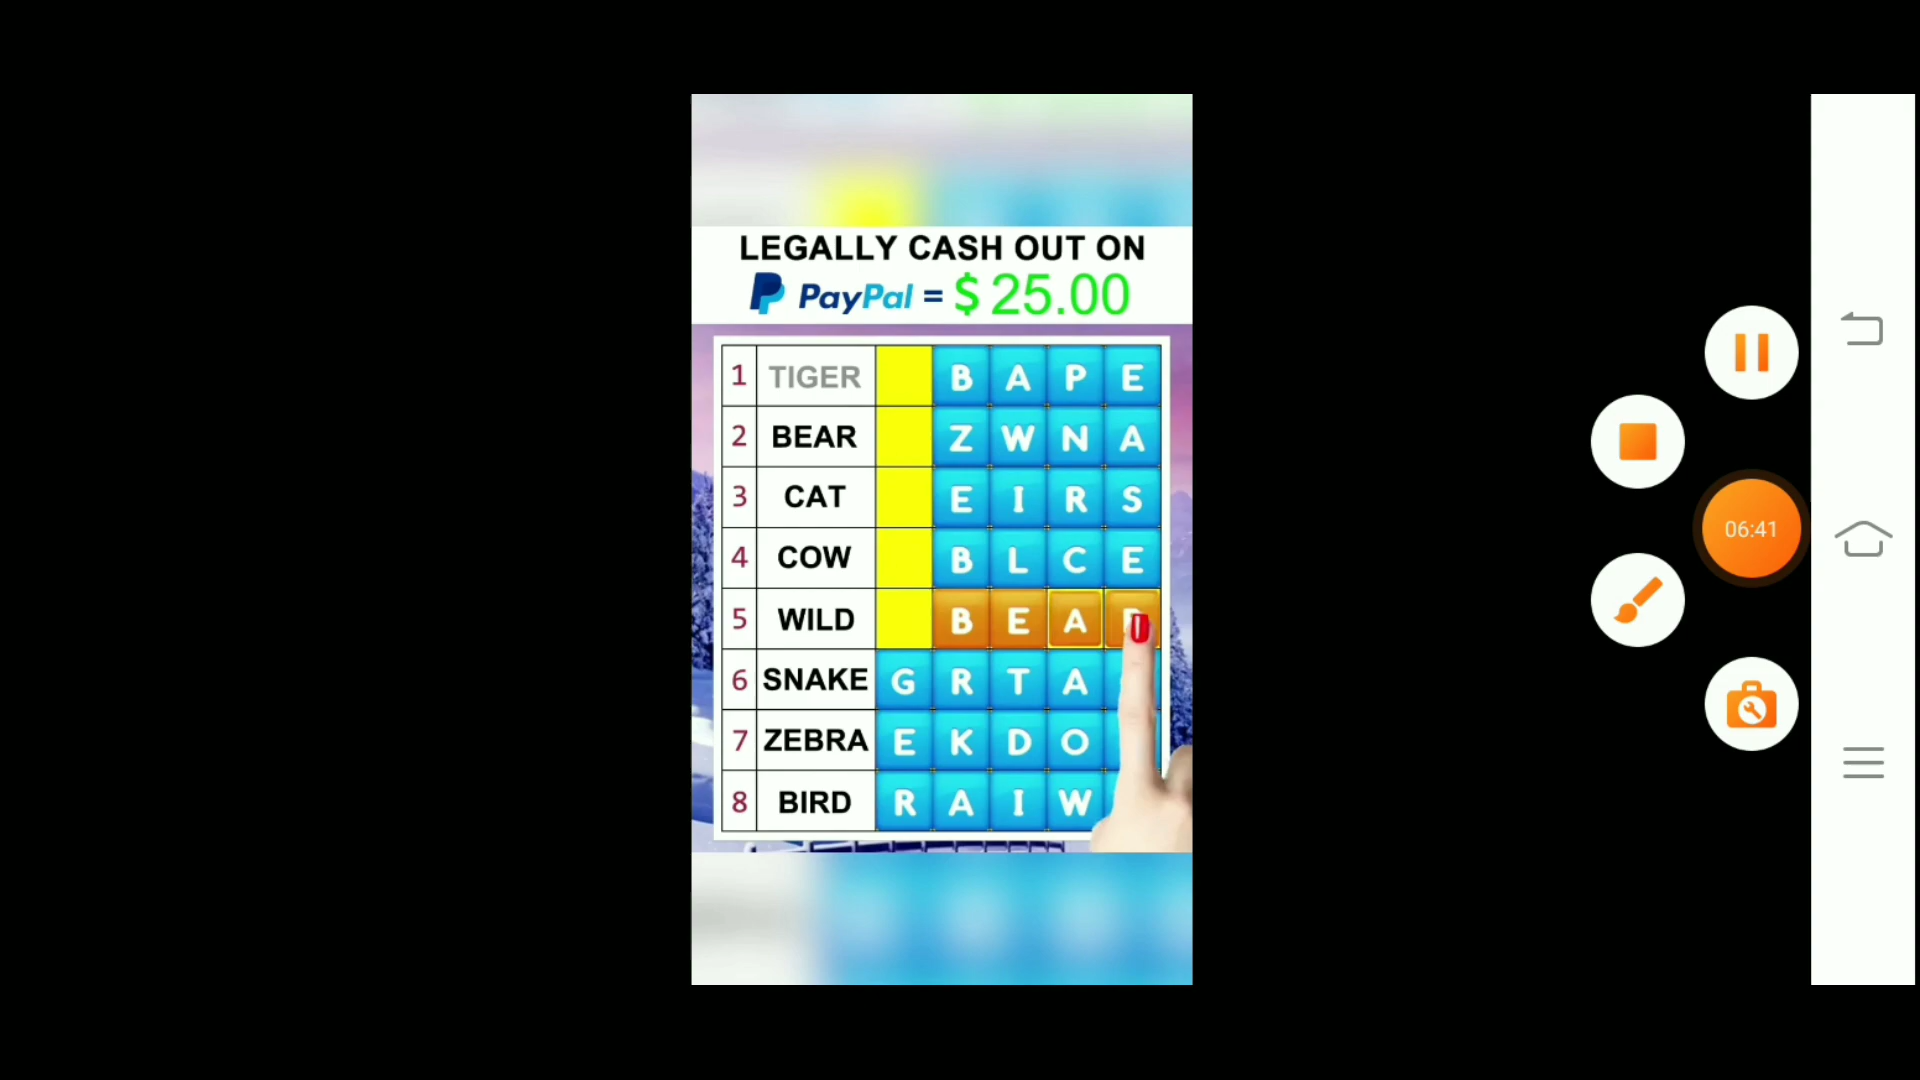 LEGALLY CASH OUT ON
PayPal = $ 25.00
1 TIGER B A P E
2 BEAR Z W N A
3 CAT E I R S
4 COW B L C E
5 WILD B E A
6 SNAKE G R T A
7 ZEBRA E K D O
8 BIRD R A I W
06:41